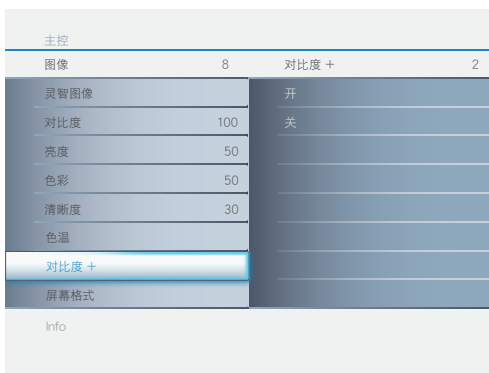 主控
图像 8 对比度 + 2
灵智图像 开
对比度 100 关
亮度 50
色彩 50
清晰度 30
色温
对比度 +
屏幕格式
Info